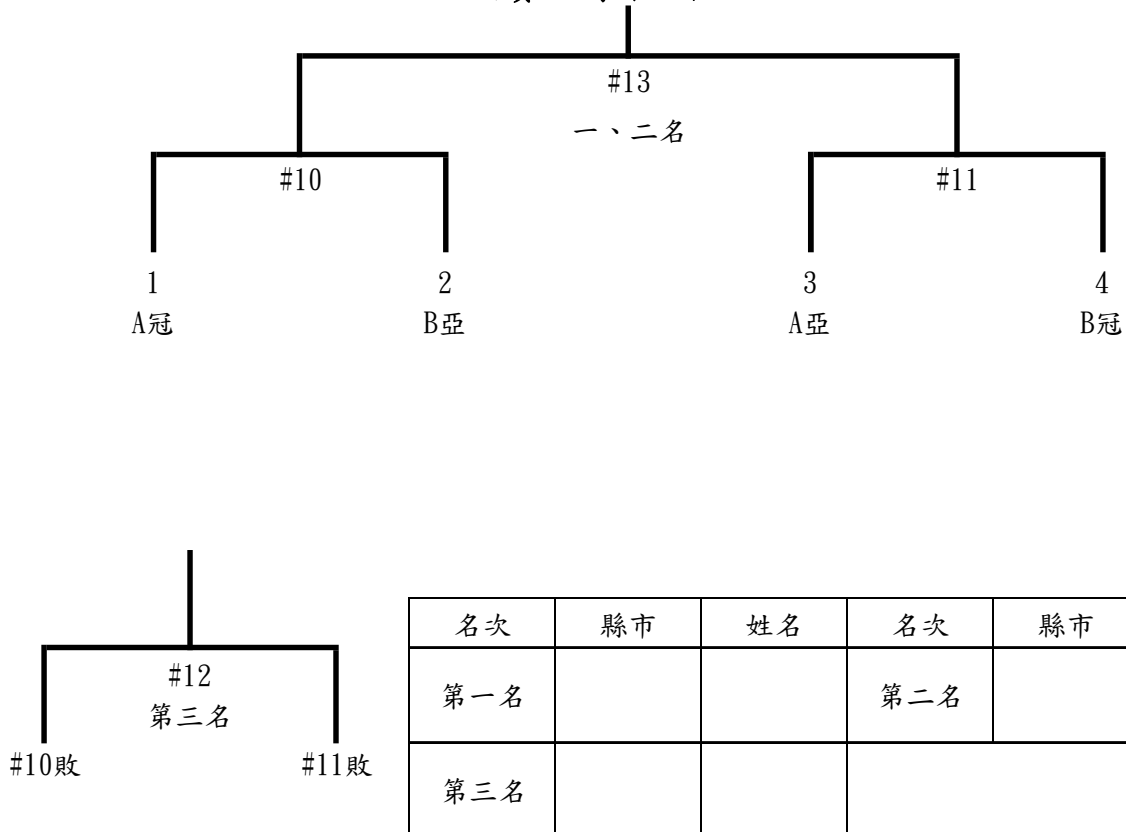 #13
一、二名
#10 #11
1 2 3 4
A冠 B亞 A亞 B冠
#12
第三名
#10敗 #11敗
名次 縣市 姓名 名次 縣市
第一名 第二名
第三名